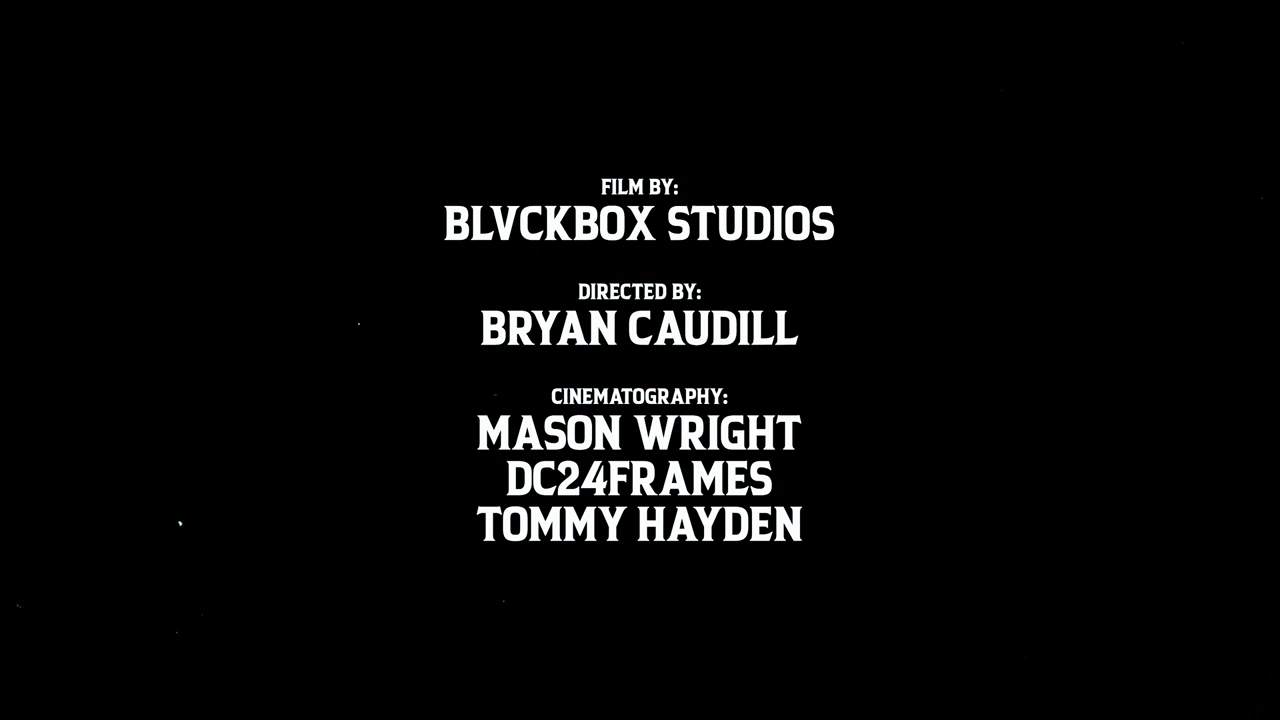 FILM BY:
BLVCKBOX STUDIOS
DIRECTED BY:
BRYAN CAUDILL
CINEMATOGRAPHY:
MASON WRIGHT
DC24FRAMES
TOMMY HAYDEN